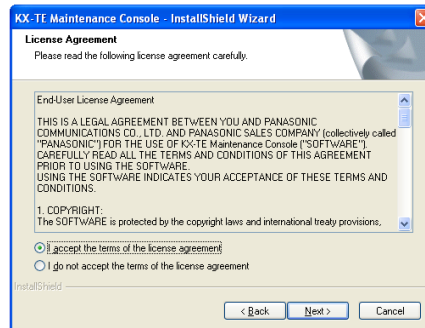 KX-TE Maintenance Console - InstallShield Wizard
License Agreement
Please read the following license agreement carefully.
End-User License Agreement
THIS IS A LEGAL AGREEMENT BETWEEN YOU AND PANASONIC
COMMUNICATIONS CO., LTD. AND PANASONIC SALES COMPANY (collectively called
"PANASONIC") FOR THE USE OF KX-TE Maintenance Console ("SOFTWARE").
CAREFULLY READ ALL THE TERMS AND CONDITIONS OF THIS AGREEMENT
PRIOR TO USING THE SOFTWARE.
USING THE SOFTWARE INDICATES YOUR ACCEPTANCE OF THESE TERMS AND
CONDITIONS.
1. COPYRIGHT:
The SOFTWARE is protected by the copyright laws and international treaty provisions,
I accept the terms of the license agreement
I do not accept the terms of the license agreement
InstallShield
< Back
Next >
Cancel